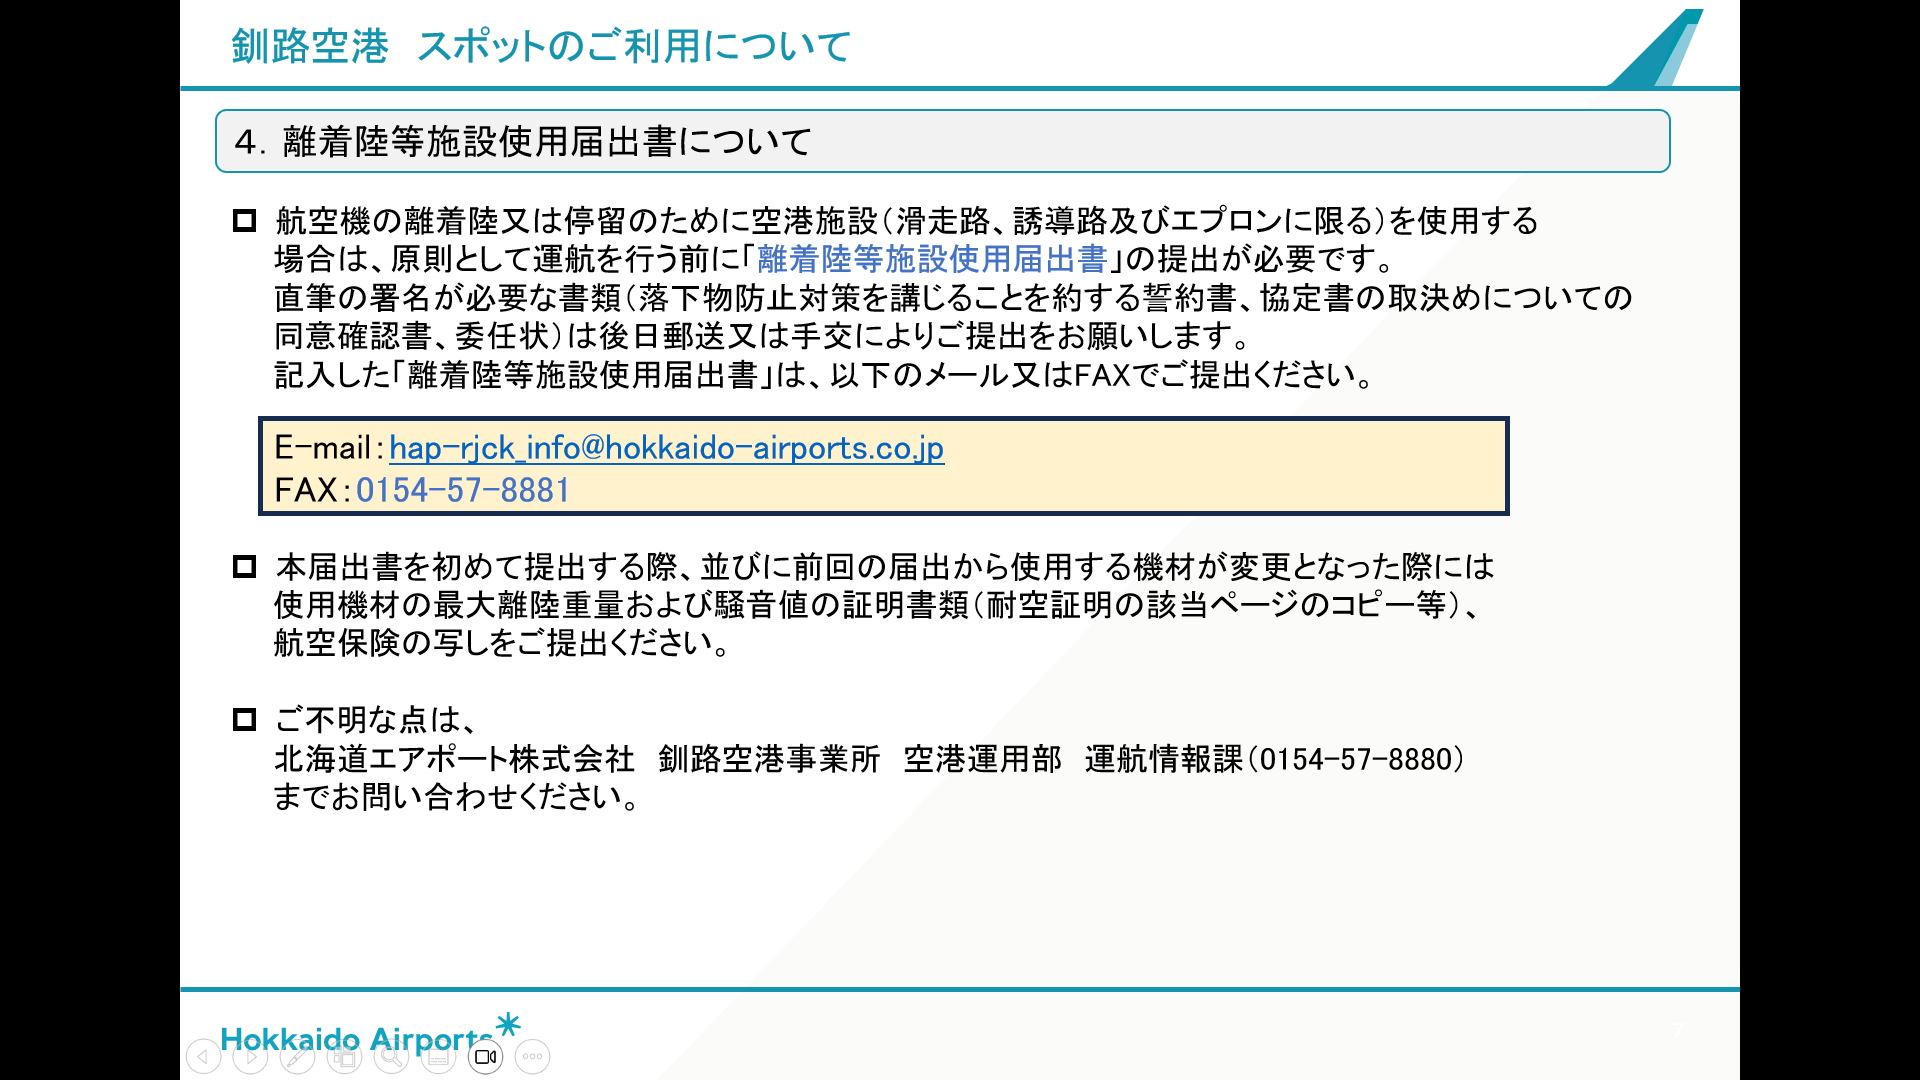 釧路空港　スポットのご利用について
４．離着陸等施設使用届出書について
航空機の離着陸又は停留のために空港施設（滑走路、誘導路及びエプロンに限る）を使用する
場合は、原則として運航を行う前に「離着陸等施設使用届出書」の提出が必要です。
直筆の署名が必要な書類（落下物防止対策を講じることを約する誓約書、協定書の取決めについての
同意確認書、委任状）は後日郵送又は手交によりご提出をお願いします。
記入した「離着陸等施設使用届出書」は、以下のメール又はFAXでご提出ください。
E-mail：hap-rjck_info@hokkaido-airports.co.jp
FAX：0154-57-8881
本届出書を初めて提出する際、並びに前回の届出から使用する機材が変更となった際には
使用機材の最大離陸重量および騒音値の証明書類（耐空証明の該当ページのコピー等）、
航空保険の写しをご提出ください。
ご不明な点は、
北海道エアポート株式会社　釧路空港事業所　空港運用部　運航情報課（0154-57-8880）
までお問い合わせください。
Hokkaido Airports